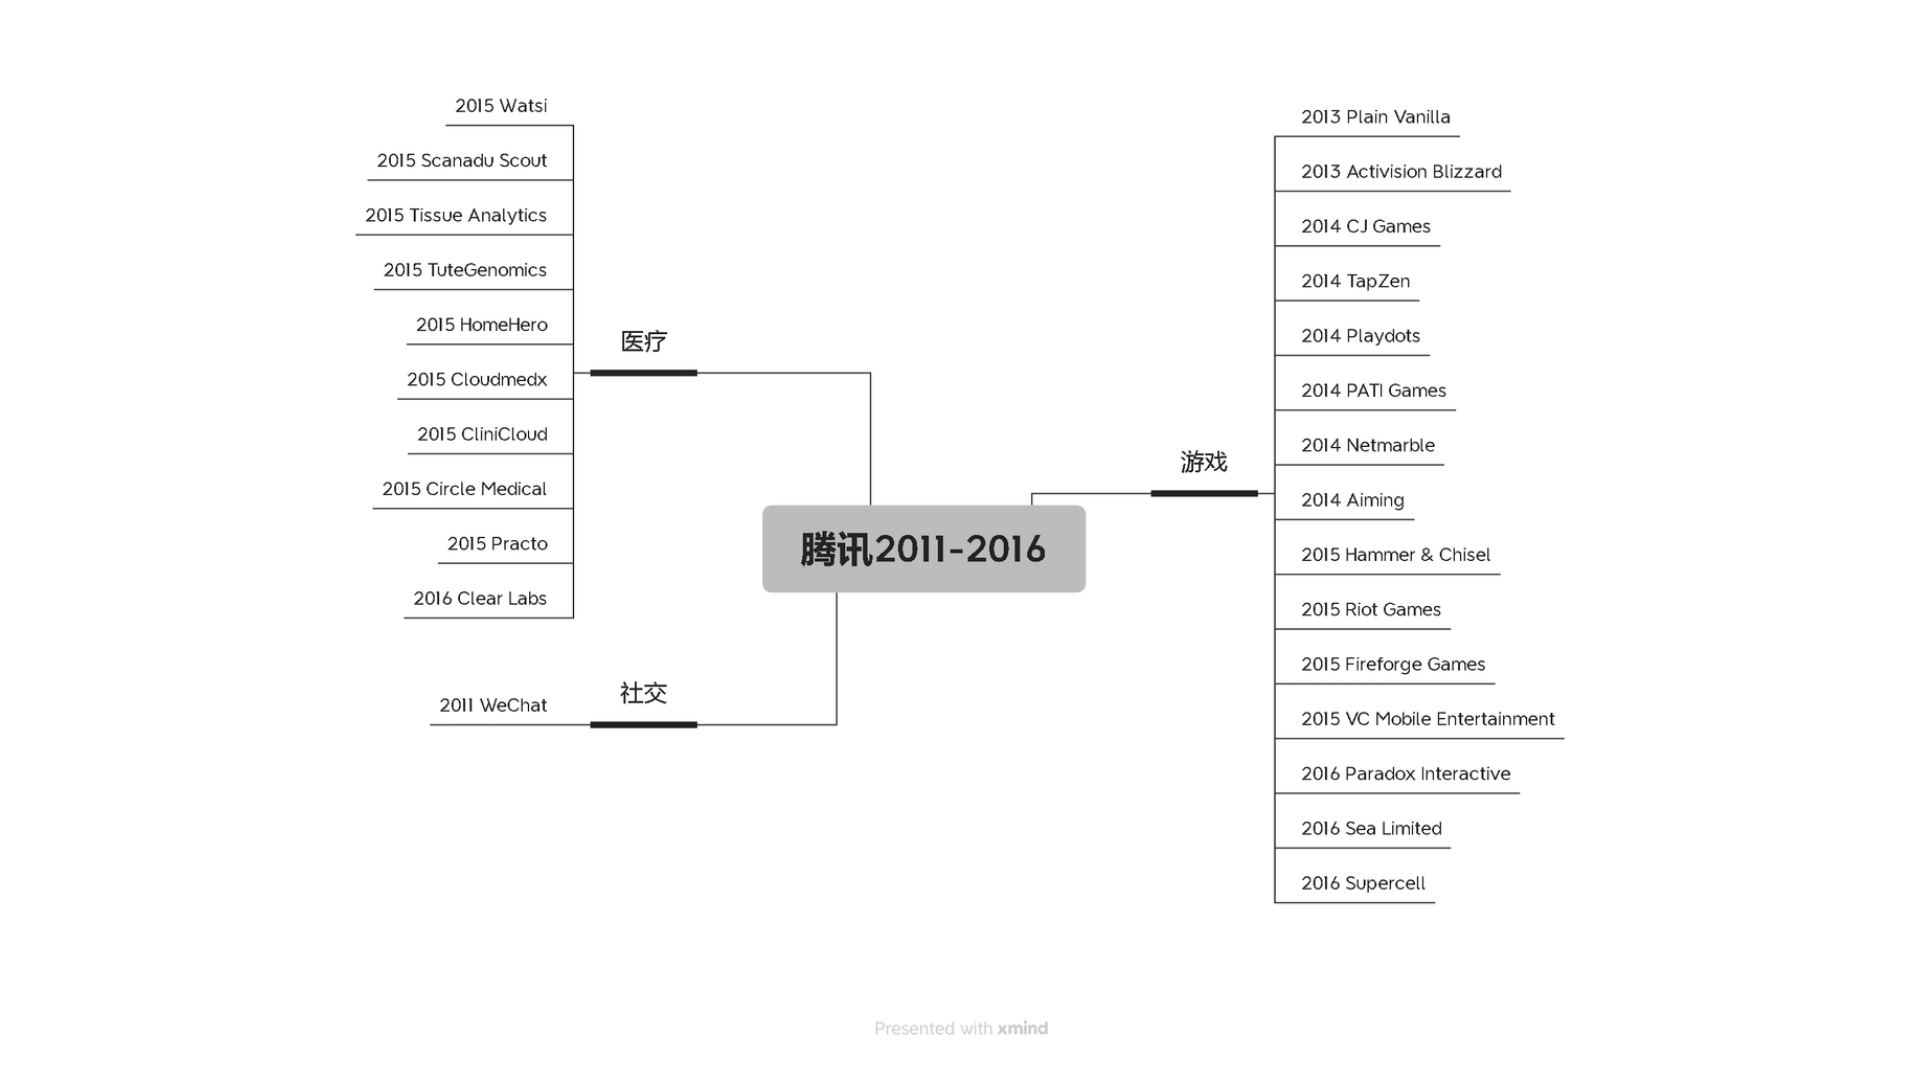 2015 Watsi
2015 Scanadu Scout
2015 Tissue Analytics
2015 TuteGenomics
2015 HomeHero
2015 Cloudmedx
2015 CliniCloud
2015 Circle Medical
2015 Practo
2016 Clear Labs
医疗
2011 WeChat
社交
腾讯2011-2016
游戏
2013 Plain Vanilla
2013 Activision Blizzard
2014 CJ Games
2014 TapZen
2014 Playdots
2014 PATI Games
2014 Netmarble
2014 Aiming
2015 Hammer & Chisel
2015 Riot Games
2015 Fireforge Games
2015 VC Mobile Entertainment
2016 Paradox Interactive
2016 Sea Limited
2016 Supercell
Presented with xmind